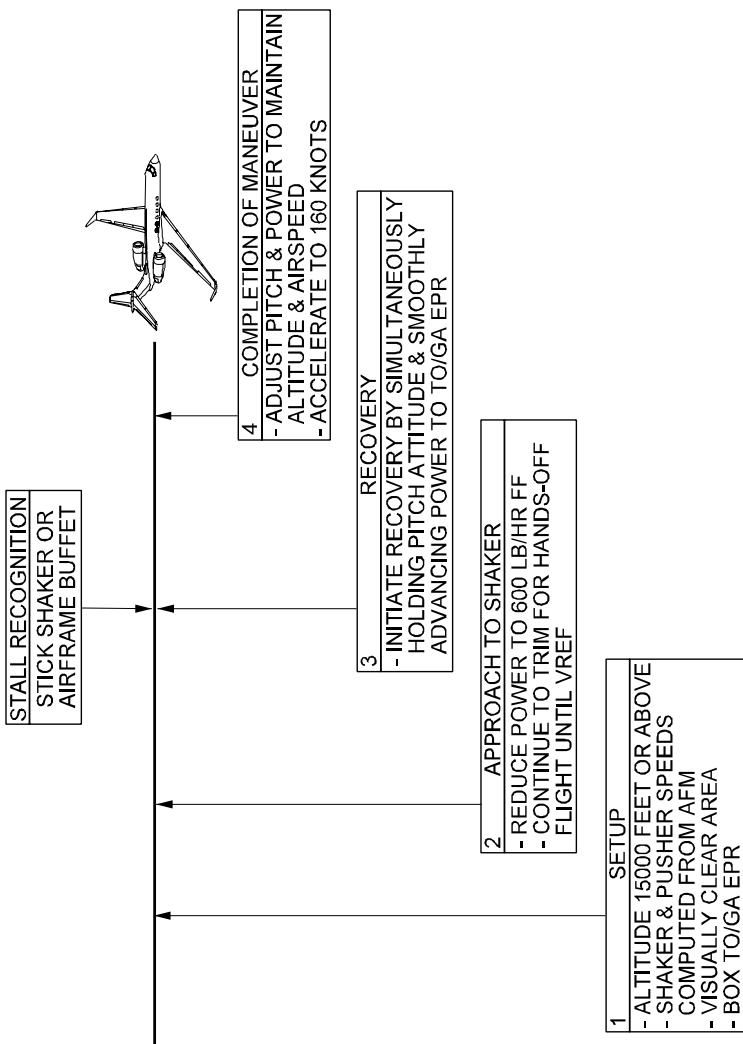 STALL RECOGNITION
STICK SHAKER OR
AIRFRAME BUFFET
1 SETUP
- ALTITUDE 15000 FEET OR ABOVE
- SHAKER & PUSHER SPEEDS
COMPUTED FROM AFM
- VISUALLY CLEAR AREA
- BOX TO/GA EPR
2 APPROACH TO SHAKER
- REDUCE POWER TO 600 LB/HR FF
- CONTINUE TO TRIM FOR HANDS-OFF
FLIGHT UNTIL VREF
3 RECOVERY
- INITIATE RECOVERY BY SIMULTANEOUSLY
HOLDING PITCH ATTITUDE & SMOOTHLY
ADVANCING POWER TO TO/GA EPR
4 COMPLETION OF MANEUVER
- ADJUST PITCH & POWER TO MAINTAIN
ALTITUDE & AIRSPEED
- ACCELERATE TO 160 KNOTS